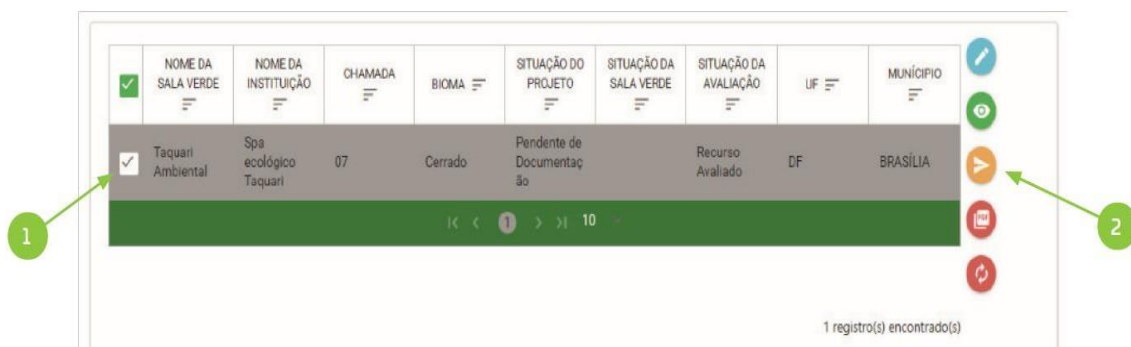 NOME DA
SALA VERDE
NOME DA
INSTITUIÇÃO
CHAMADA
BIOMA
SITUAÇÃO DO
PROJETO
SITUAÇÃO DA
SALA VERDE
SITUAÇÃO DA
AVALIAÇÃO
UF
MUNÍCIPIO
Taquari
Ambiental
Spa
ecológico
Taquari
07
Cerrado
Pendente de
Documentaç
ão
Recurso
Avaliado
DF
BRASÍLIA
1
10
1 registro(s) encontrado(s)
1
2
PDF